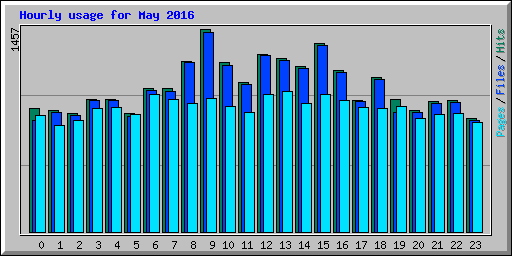 Hourly usage for May 2016
1457
Pages/Files/Hits
0 1 2 3 4 5 6 7 8 9 10 11 12 13 14 15 16 17 18 19 20 21 22 23